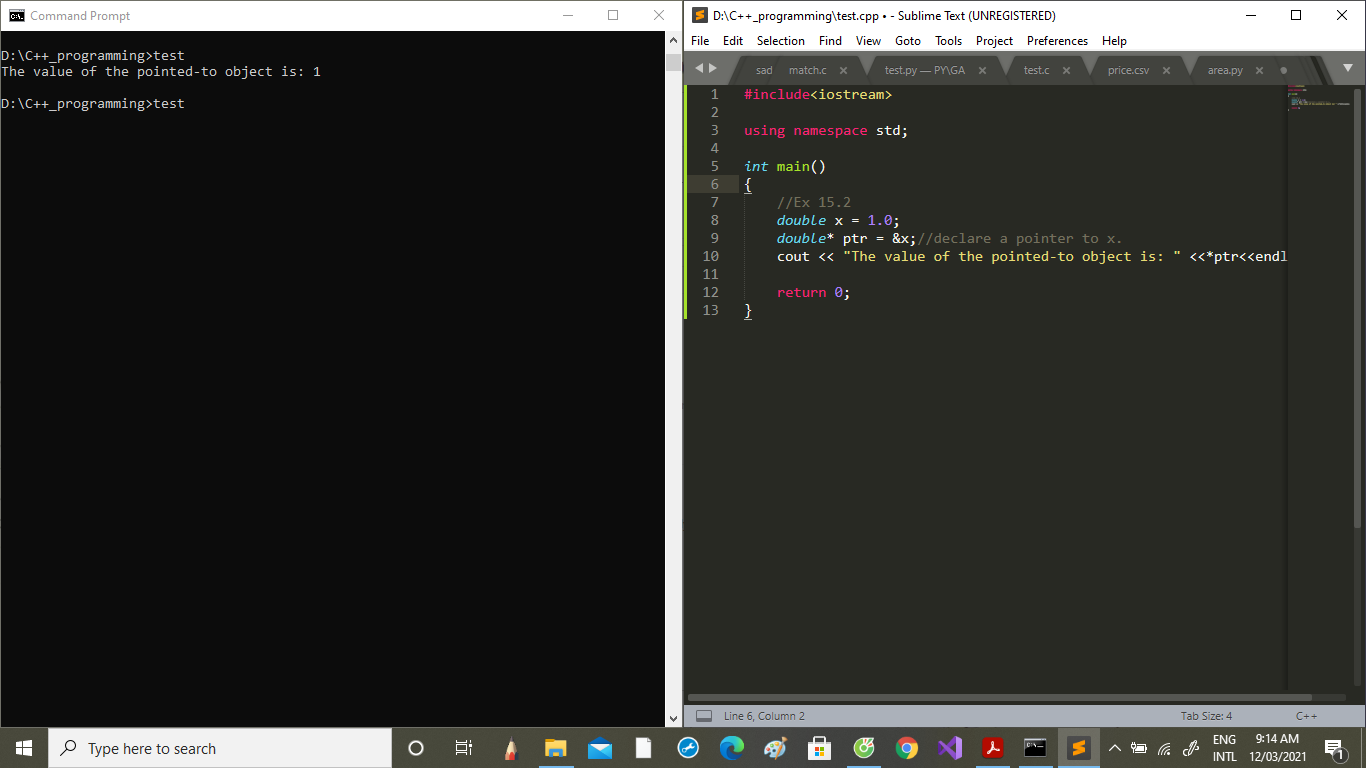 Command Prompt
D:\C++_programming>test
The value of the pointed-to object is: 1
D:\C++_programming>test
D:\C++_programming\test.cpp • - Sublime Text (UNREGISTERED)
File Edit Selection Find View Goto Tools Project Preferences Help
sad match.c test.py — PY\GA test.c price.csv area.py
1 #include<iostream>
2
3 using namespace std;
4
5 int main()
6 {
7 //Ex 15.2
8 double x = 1.0;
9 double* ptr = &x;//declare a pointer to x.
10 cout << "The value of the pointed-to object is: " <<*ptr<<endl
11
12 return 0;
13 }
Line 6, Column 2 Tab Size: 4 C++
Type here to search
ENG 9:14 AM
INTL 12/03/2021 1